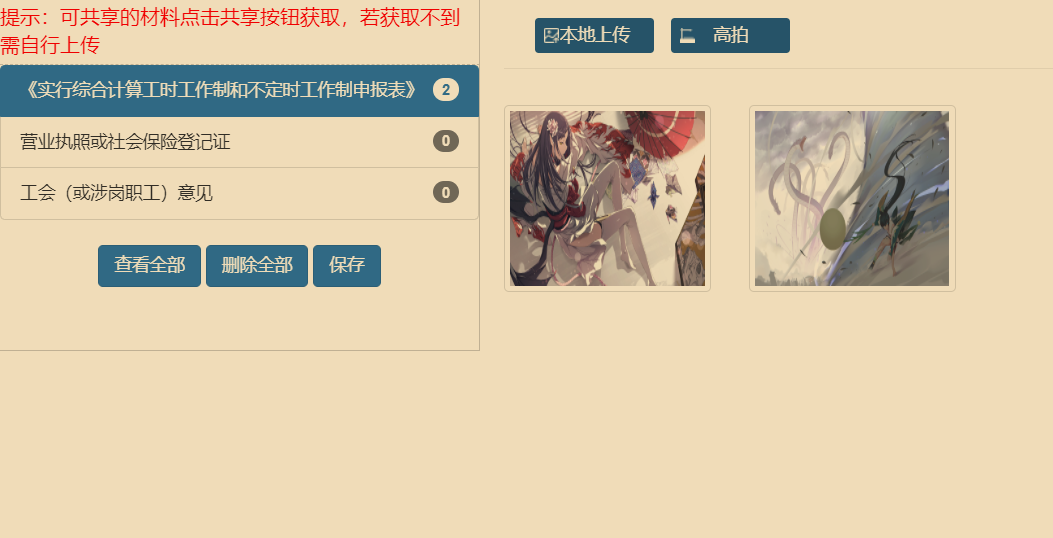 提示：可共享的材料点击共享按钮获取，若获取不到
需自行上传
《实行综合计算工时工作制和不定时工作制申报表》 2
营业执照或社会保险登记证 0
工会（或涉岗职工）意见 0
查看全部 删除全部 保存
本地上传 高拍